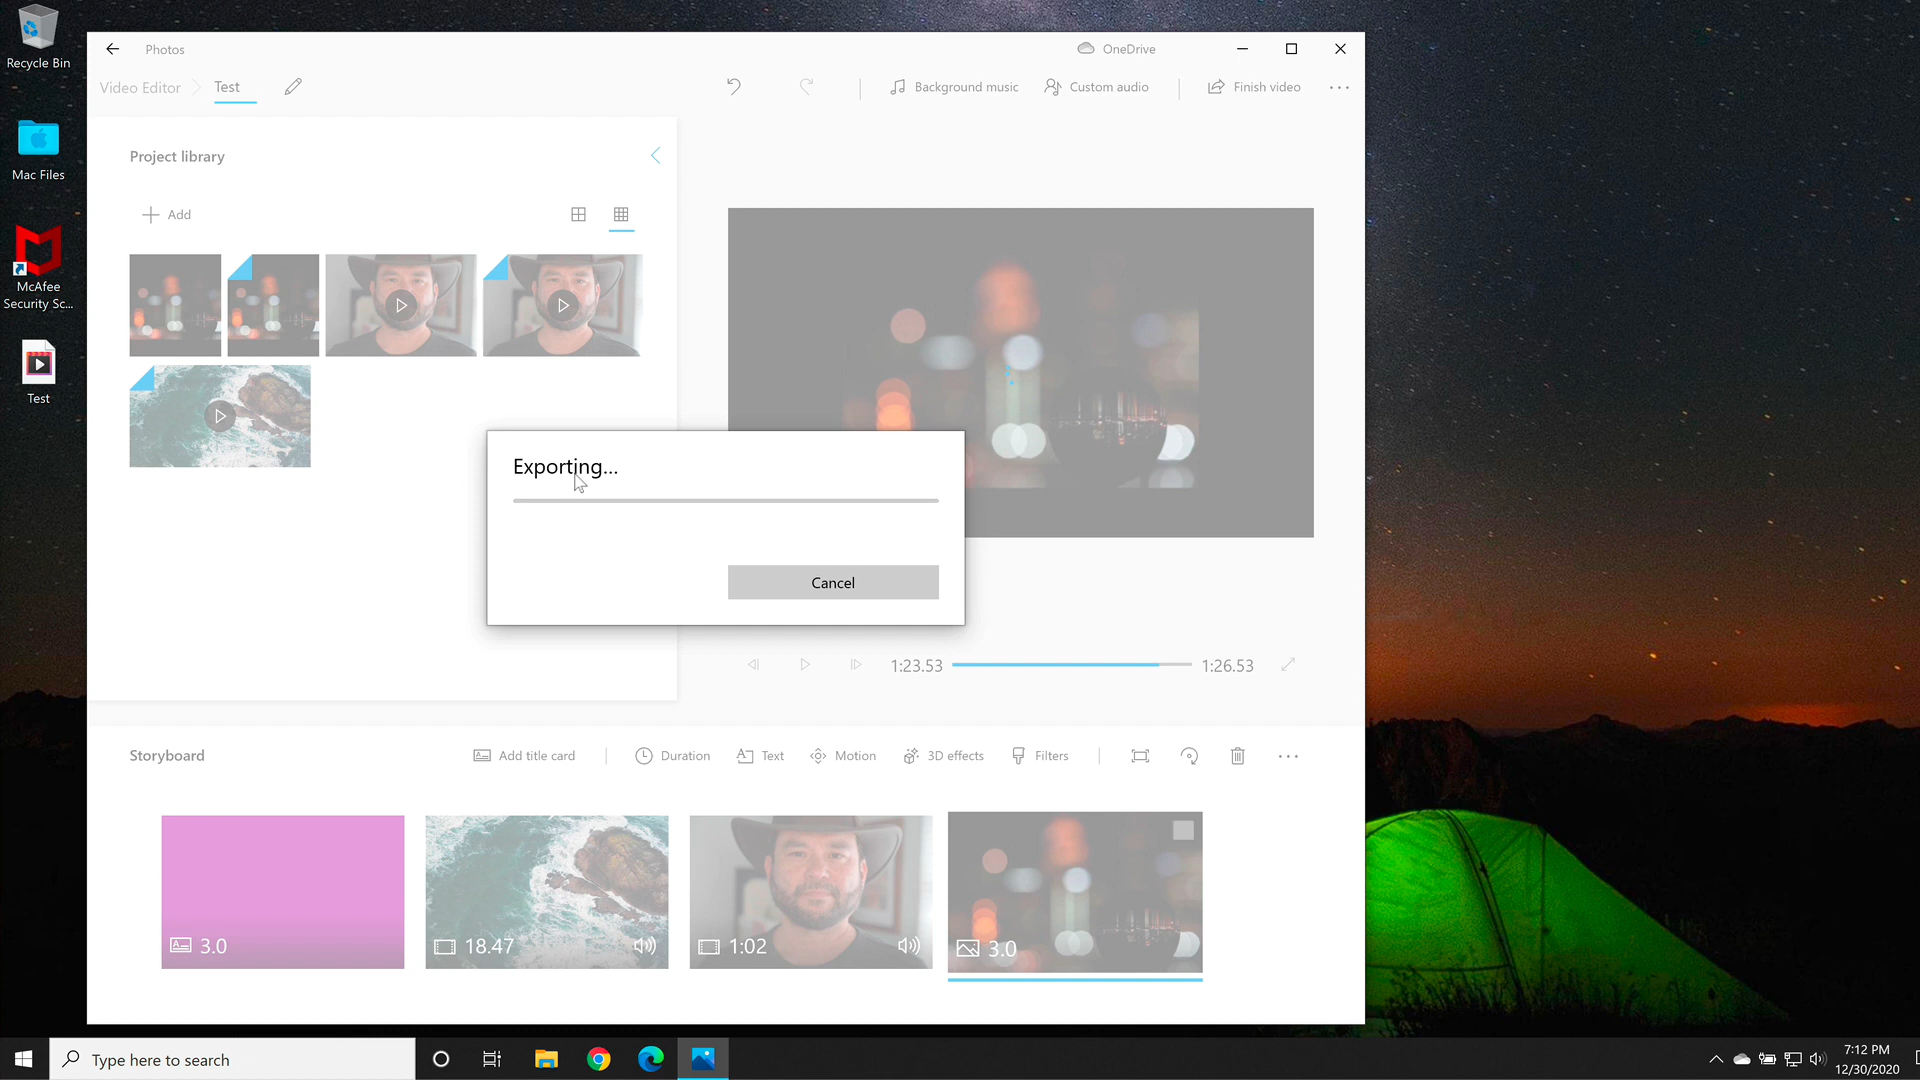 Recycle Bin
Mac Files
McAfee
Security Sc...
Test
Photos
OneDrive
Video Editor
Test
Background music
Custom audio
Finish video
Project library
Add
Exporting...
Cancel
1:23.53
1:26.53
Storyboard
Add title card
Duration
Text
Motion
3D effects
Filters
3.0
18.47
1:02
3.0
Type here to search
7:12 PM
12/30/2020